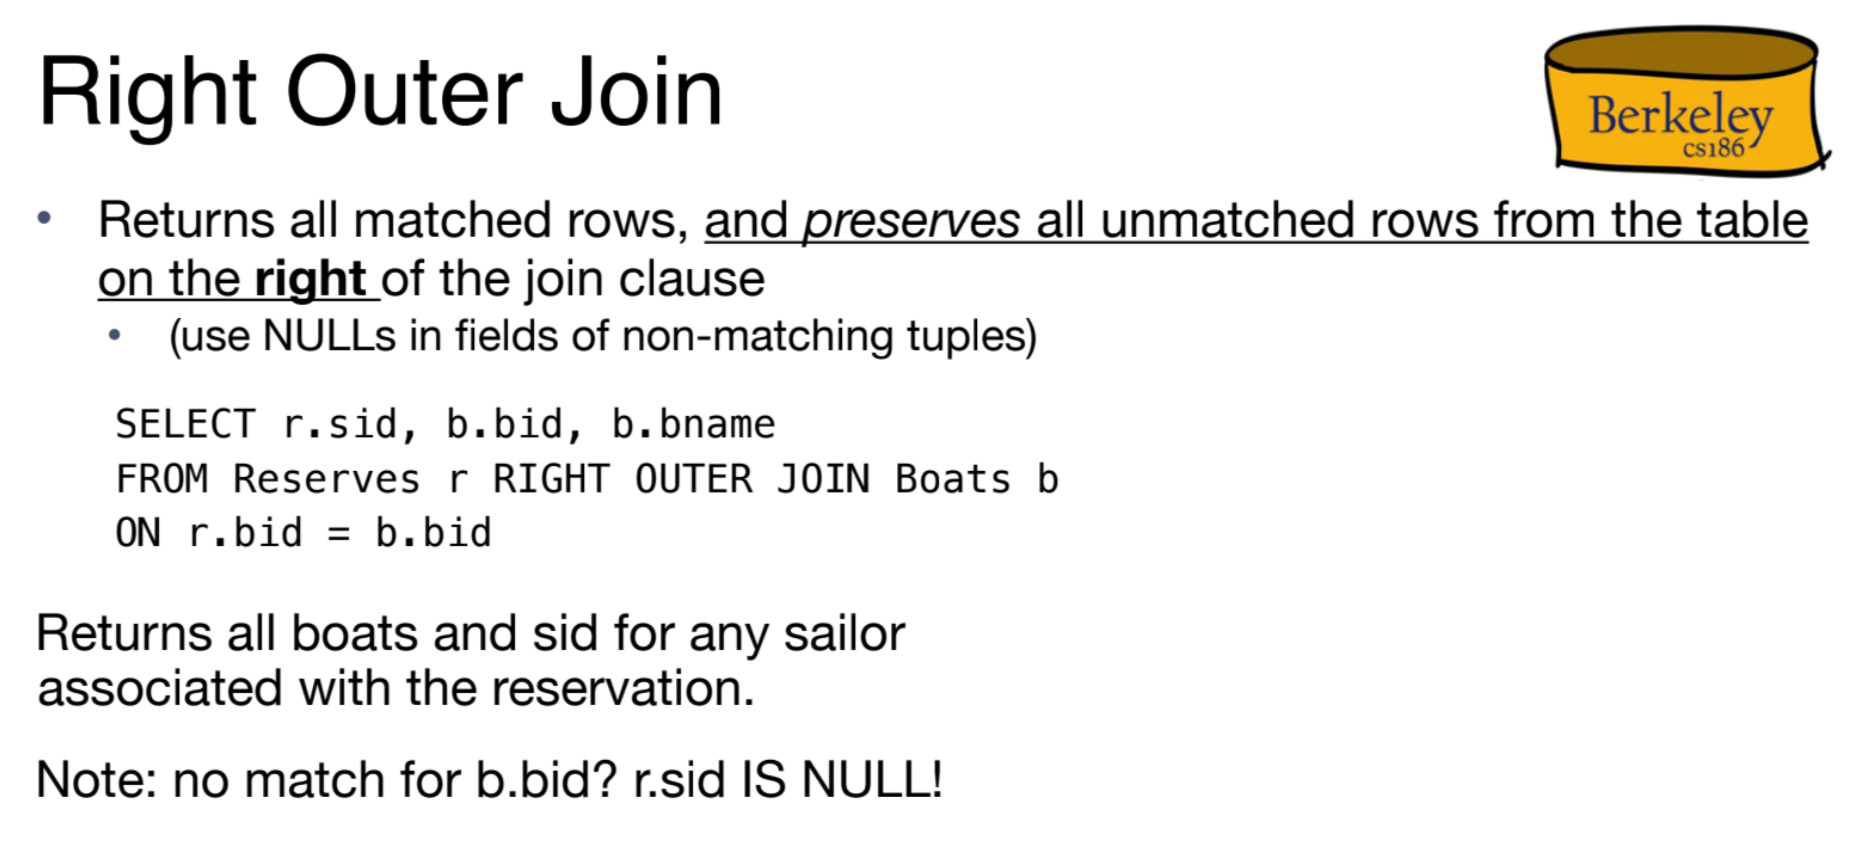 Right Outer Join
Berkeley
cs186
• Returns all matched rows, and preserves all unmatched rows from the table
on the right of the join clause
• (use NULLs in fields of non-matching tuples)
SELECT r.sid, b.bid, b.bname
FROM Reserves r RIGHT OUTER JOIN Boats b
ON r.bid = b.bid
Returns all boats and sid for any sailor
associated with the reservation.
Note: no match for b.bid? r.sid IS NULL!